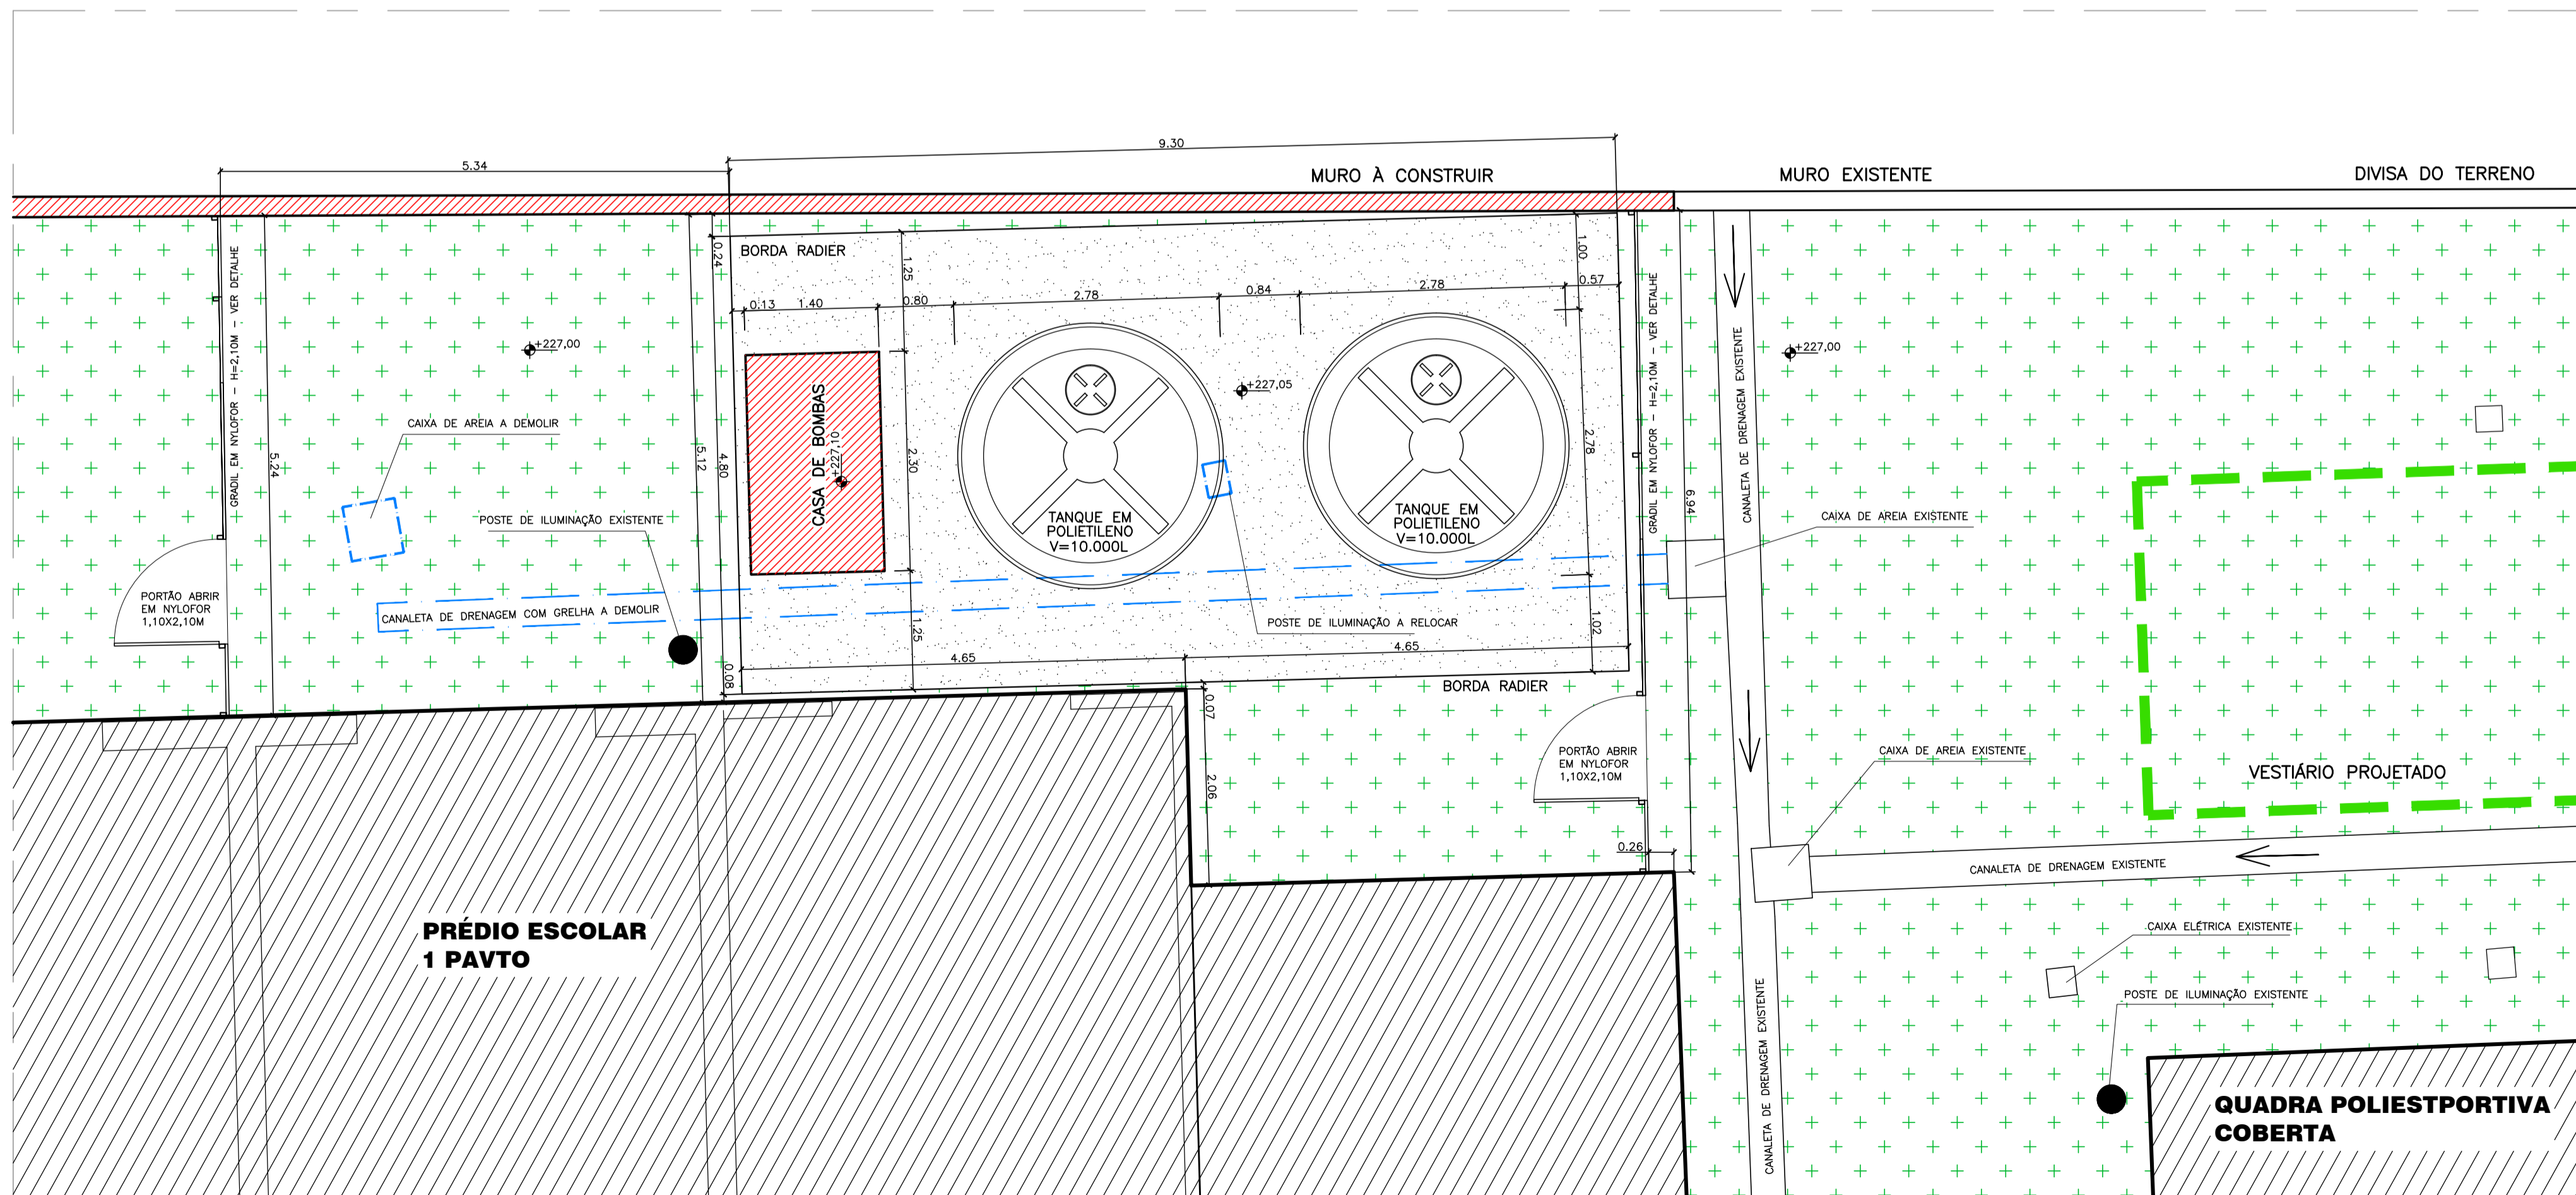 9.30
5.34
MURO À CONSTRUIR
MURO EXISTENTE
DIVISA DO TERRENO
BORDA RADIER
0.24
1.25
1.00
0.13
1.40
0.80
2.78
0.84
2.78
0.57
GRADIL EM NYLOFOR - H=2,10M - VER DETALHE
5.24
+227,00
CAIXA DE AREIA A DEMOLIR
POSTE DE ILUMINAÇÃO EXISTENTE
5.12
4.80
CASA DE BOMBAS
+227,10
2.30
+227,05
TANQUE EM
POLIETILENO
V=10.000L
TANQUE EM
POLIETILENO
V=10.000L
2.78
GRADIL EM NYLOFOR - H=2,10M - VER DETALHE
6.94
CANALETA DE DRENAGEM EXISTENTE
+227,00
CAIXA DE AREIA EXISTENTE
PORTÃO ABRIR
EM NYLOFOR
1,10X2,10M
CANALETA DE DRENAGEM COM GRELHA A DEMOLIR
1.25
POSTE DE ILUMINAÇÃO A RELOCAR
1.02
4.65
4.65
0.08
BORDA RADIER
0.07
2.06
PORTÃO ABRIR
EM NYLOFOR
1,10X2,10M
0.26
CAIXA DE AREIA EXISTENTE
VESTIÁRIO PROJETADO
CANALETA DE DRENAGEM EXISTENTE
PRÉDIO ESCOLAR
1 PAVTO
CAIXA ELÉTRICA EXISTENTE
POSTE DE ILUMINAÇÃO EXISTENTE
CANALETA DE DRENAGEM EXISTENTE
QUADRA POLIESTPORTIVA
COBERTA